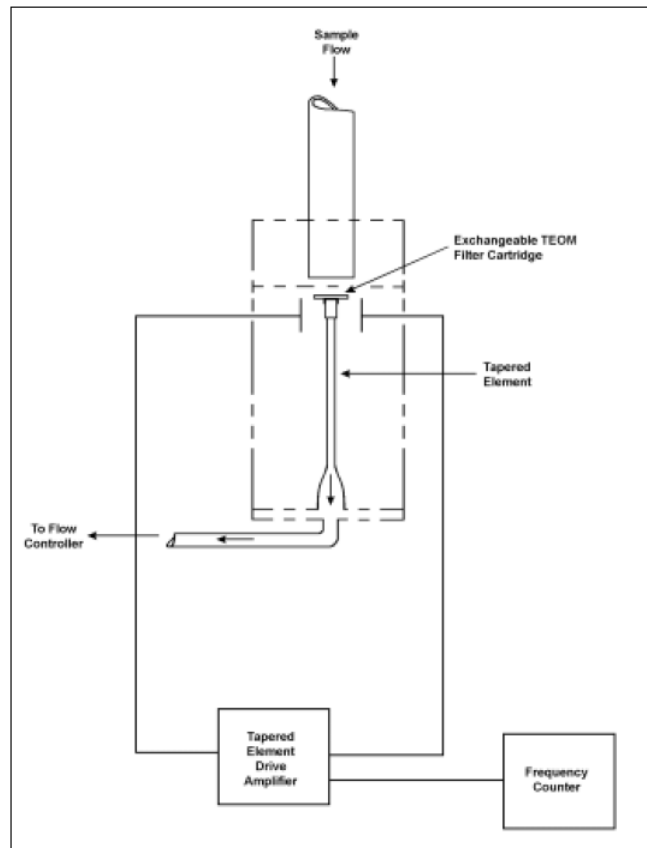 Sample
Flow
Exchangeable TEOM
Filter Cartridge
Tapered
Element
To Flow
Controller
Tapered
Element
Drive
Amplifier
Frequency
Counter